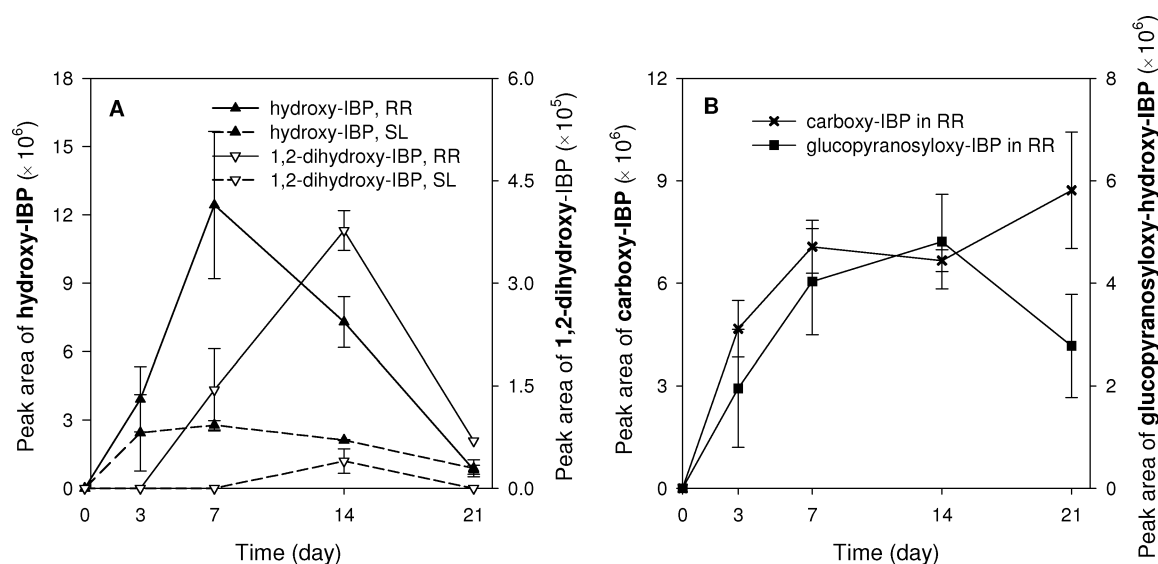 A
hydroxy-IBP, RR
hydroxy-IBP, SL
1,2-dihydroxy-IBP, RR
1,2-dihydroxy-IBP, SL
Peak area of hydroxy-IBP (× 10⁶)
18
15
12
9
6
3
0
6.0
4.5
3.0
1.5
0.0
Peak area of 1,2-dihydroxy-IBP (× 10⁵)
0 3 7 14 21
Time (day)
B
carboxy-IBP in RR
glucopyranosyloxy-IBP in RR
Peak area of carboxy-IBP (× 10⁶)
12
9
6
3
0
8
6
4
2
0
Peak area of glucopyranosyloxy-hydroxy-IBP (× 10⁶)
0 3 7 14 21
Time (day)